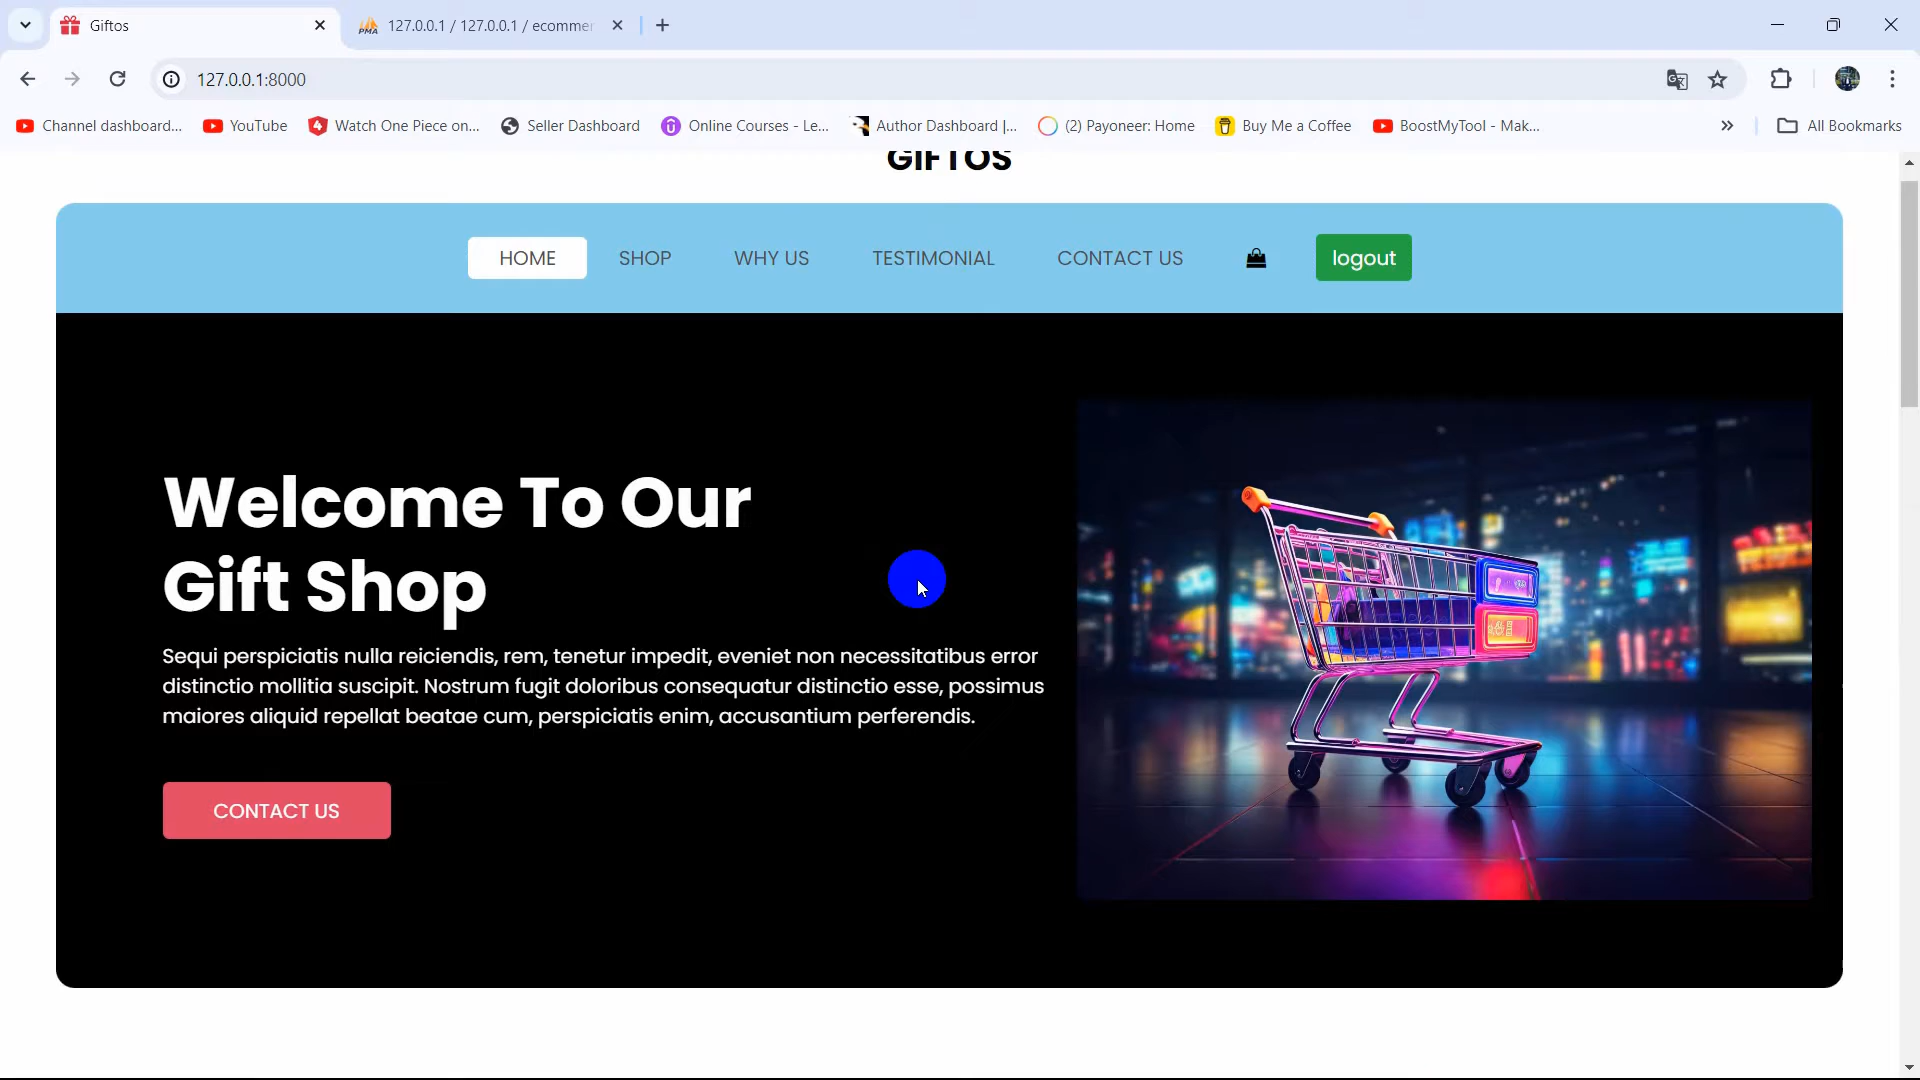 Giftos
PMA 127.0.0.1 / 127.0.0.1 / ecommer
127.0.0.1:8000
Channel dashboard...
YouTube
Watch One Piece on...
Seller Dashboard
Online Courses - Le...
Author Dashboard |...
(2) Payoneer: Home
Buy Me a Coffee
BoostMyTool - Mak...
All Bookmarks
GIFTOS
HOME
SHOP
WHY US
TESTIMONIAL
CONTACT US
logout
Welcome To Our
Gift Shop
Sequi perspiciatis nulla reiciendis, rem, tenetur impedit, eveniet non necessitatibus error
distinctio mollitia suscipit. Nostrum fugit doloribus consequatur distinctio esse, possimus
maiores aliquid repellat beatae cum, perspiciatis enim, accusantium perferendis.
CONTACT US